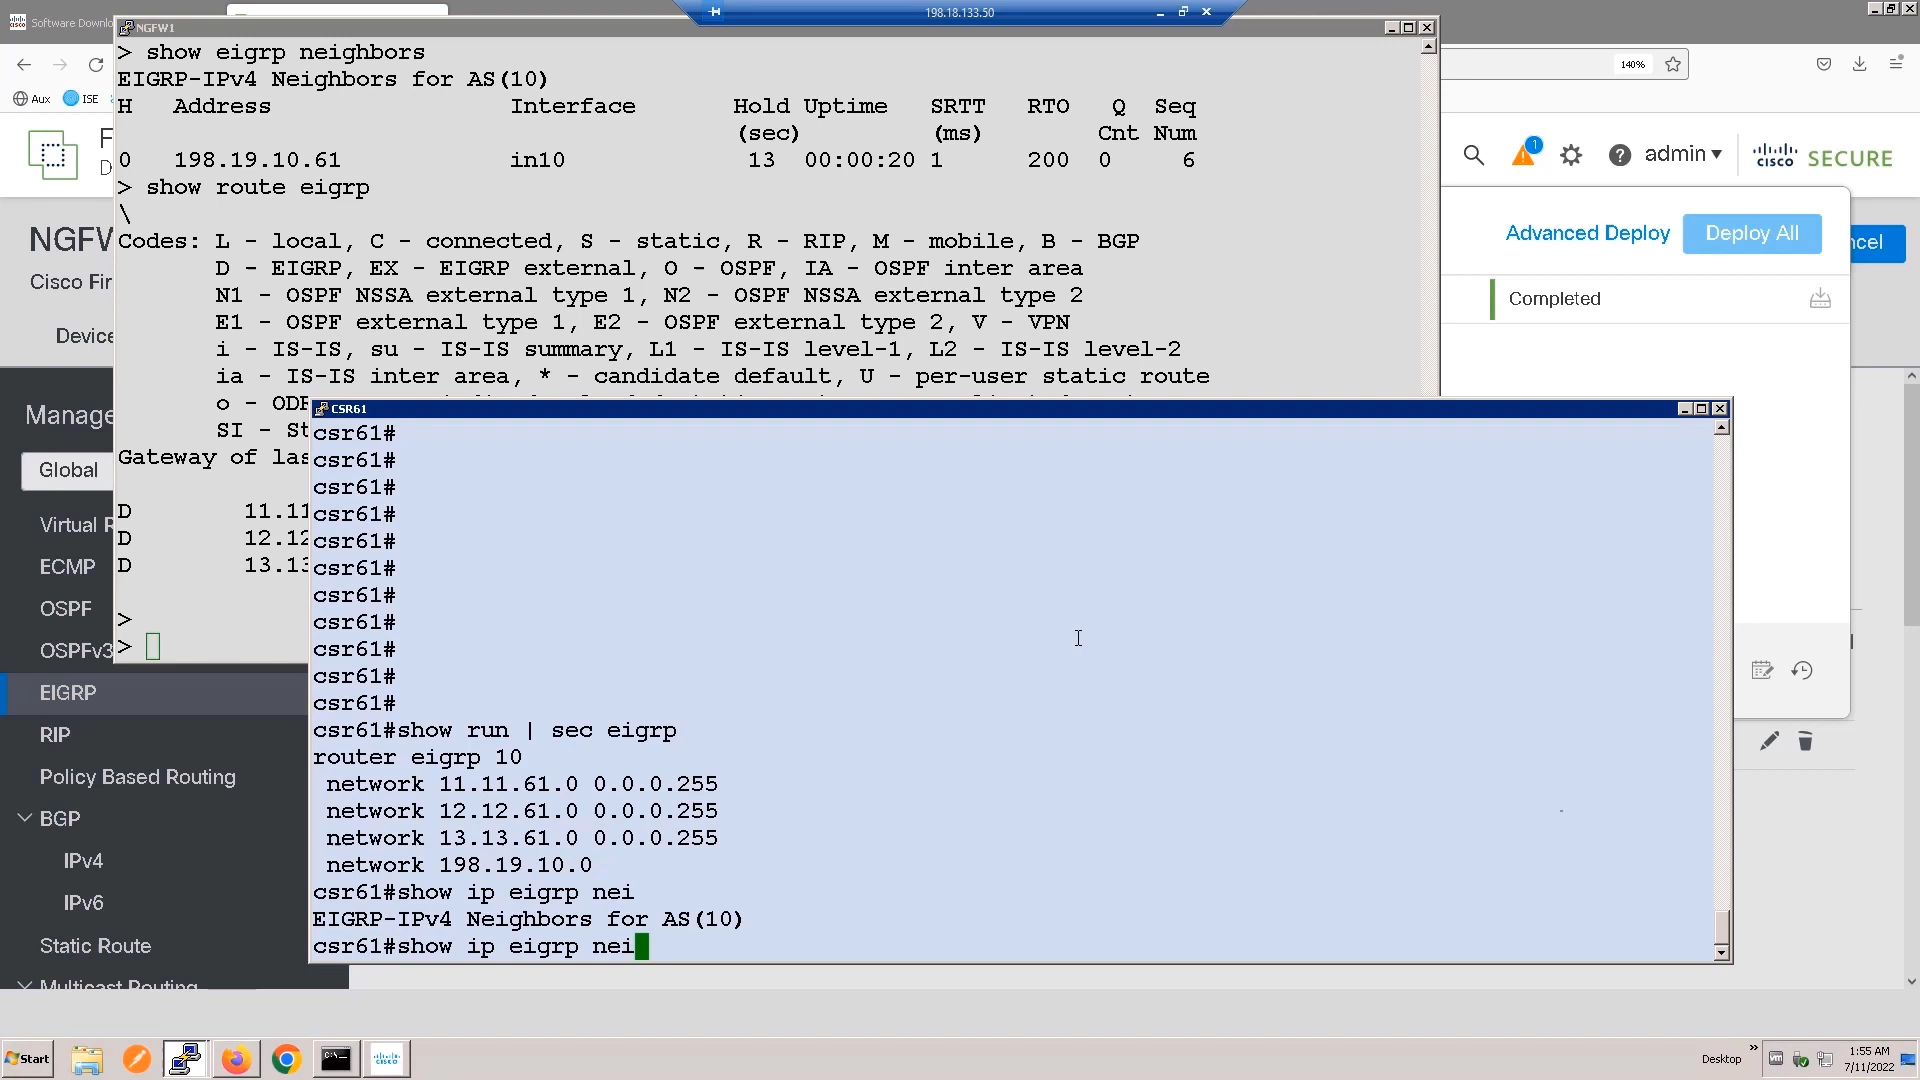 198.18.133.50
Software Downlo
NGFW1
> show eigrp neighbors
EIGRP-IPv4 Neighbors for AS(10)
H Address Interface Hold Uptime SRTT RTO Q Seq
(sec) (ms) Cnt Num
0 198.19.10.61 in10 13 00:00:20 1 200 0 6
> show route eigrp
\
Codes: L - local, C - connected, S - static, R - RIP, M - mobile, B - BGP
D - EIGRP, EX - EIGRP external, O - OSPF, IA - OSPF inter area
N1 - OSPF NSSA external type 1, N2 - OSPF NSSA external type 2
E1 - OSPF external type 1, E2 - OSPF external type 2, V - VPN
i - IS-IS, su - IS-IS summary, L1 - IS-IS level-1, L2 - IS-IS level-2
ia - IS-IS inter area, * - candidate default, U - per-user static route
o - ODR
SI - St
Gateway of las
D 11.11
D 12.12
D 13.13
>
>
140%
Aux ISE
1
admin
cisco SECURE
NGFW
Cisco Fir
Device
Advanced Deploy
Deploy All
ncel
Completed
Manage
Global
Virtual R
ECMP
OSPF
OSPFv3
EIGRP
RIP
Policy Based Routing
BGP
IPv4
IPv6
Static Route
Multicast Routing
CSR61
csr61#
csr61#
csr61#
csr61#
csr61#
csr61#
csr61#
csr61#
csr61#
csr61#
csr61#
csr61#show run | sec eigrp
router eigrp 10
network 11.11.61.0 0.0.0.255
network 12.12.61.0 0.0.0.255
network 13.13.61.0 0.0.0.255
network 198.19.10.0
csr61#show ip eigrp nei
EIGRP-IPv4 Neighbors for AS(10)
csr61#show ip eigrp nei
Start
cisco
Desktop
1:55 AM
7/11/2022